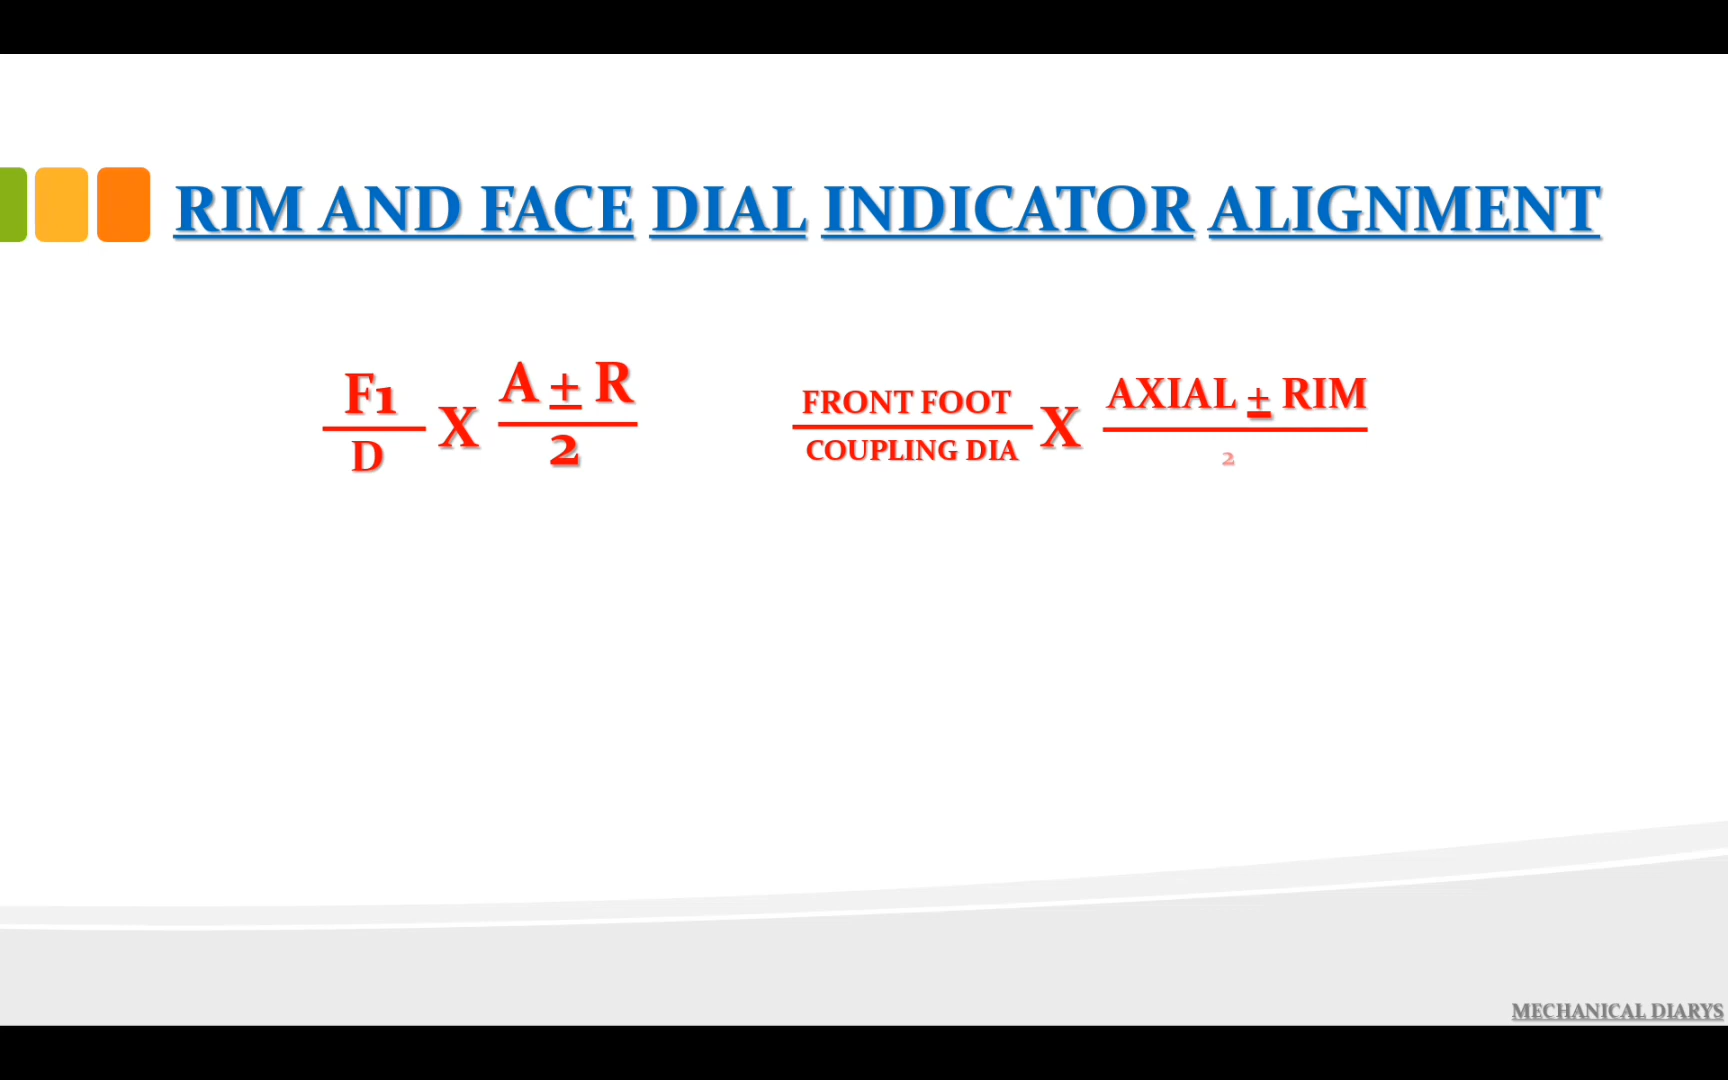 RIM AND FACE DIAL INDICATOR ALIGNMENT
F1
D
X
A ± R
2
FRONT FOOT
COUPLING DIA
X
AXIAL ± RIM
2
MECHANICAL DIARYS